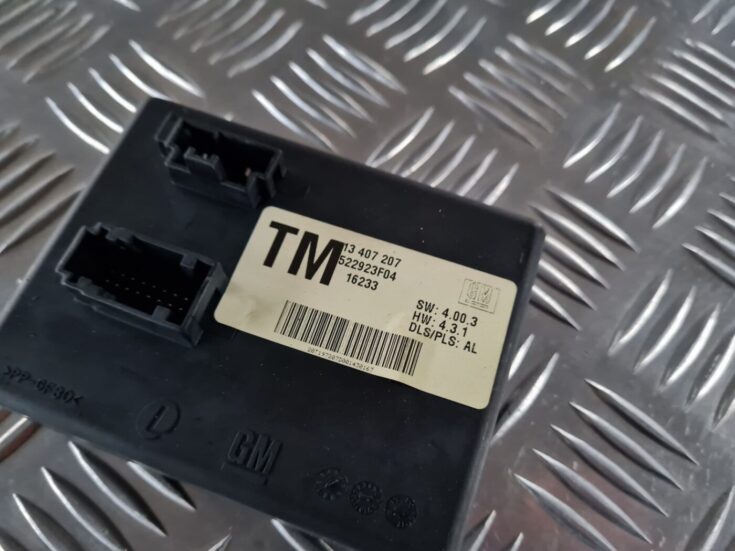 TM
13 407 207
522923F04
16233
SW: 4.00.3
HW: 4.3.1
DLS/PLS: AL
>PP-GF30<
GM